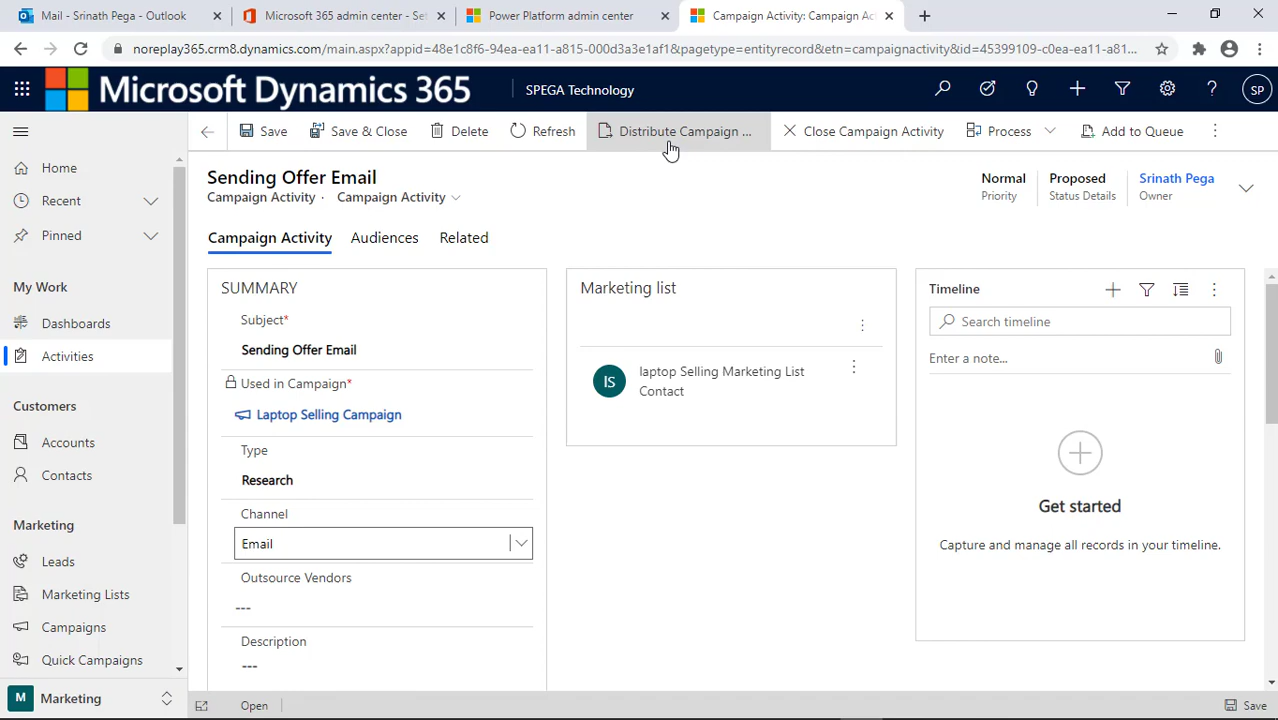 Mail - Srinath Pega - Outlook
Microsoft 365 admin center - Set
Power Platform admin center
Campaign Activity: Campaign Ac
noreplay365.crm8.dynamics.com/main.aspx?appid=48e1c8f6-94ea-ea11-a815-000d3a3e1af1&pagetype=entityrecord&etn=campaignactivity&id=45399109-c0ea-ea11-a81...
Microsoft Dynamics 365
SPEGA Technology
SP
Save
Save & Close
Delete
Refresh
Distribute Campaign ...
Close Campaign Activity
Process
Add to Queue
Home
Recent
Pinned
My Work
Dashboards
Activities
Customers
Accounts
Contacts
Marketing
Leads
Marketing Lists
Campaigns
Quick Campaigns
M
Marketing
Sending Offer Email
Campaign Activity · Campaign Activity
Normal
Priority
Proposed
Status Details
Srinath Pega
Owner
Campaign Activity
Audiences
Related
SUMMARY
Subject*
Sending Offer Email
Used in Campaign*
Laptop Selling Campaign
Type
Research
Channel
Email
Outsource Vendors
---
Description
---
Marketing list
IS
laptop Selling Marketing List
Contact
Timeline
Search timeline
Enter a note...
Get started
Capture and manage all records in your timeline.
Open
Save